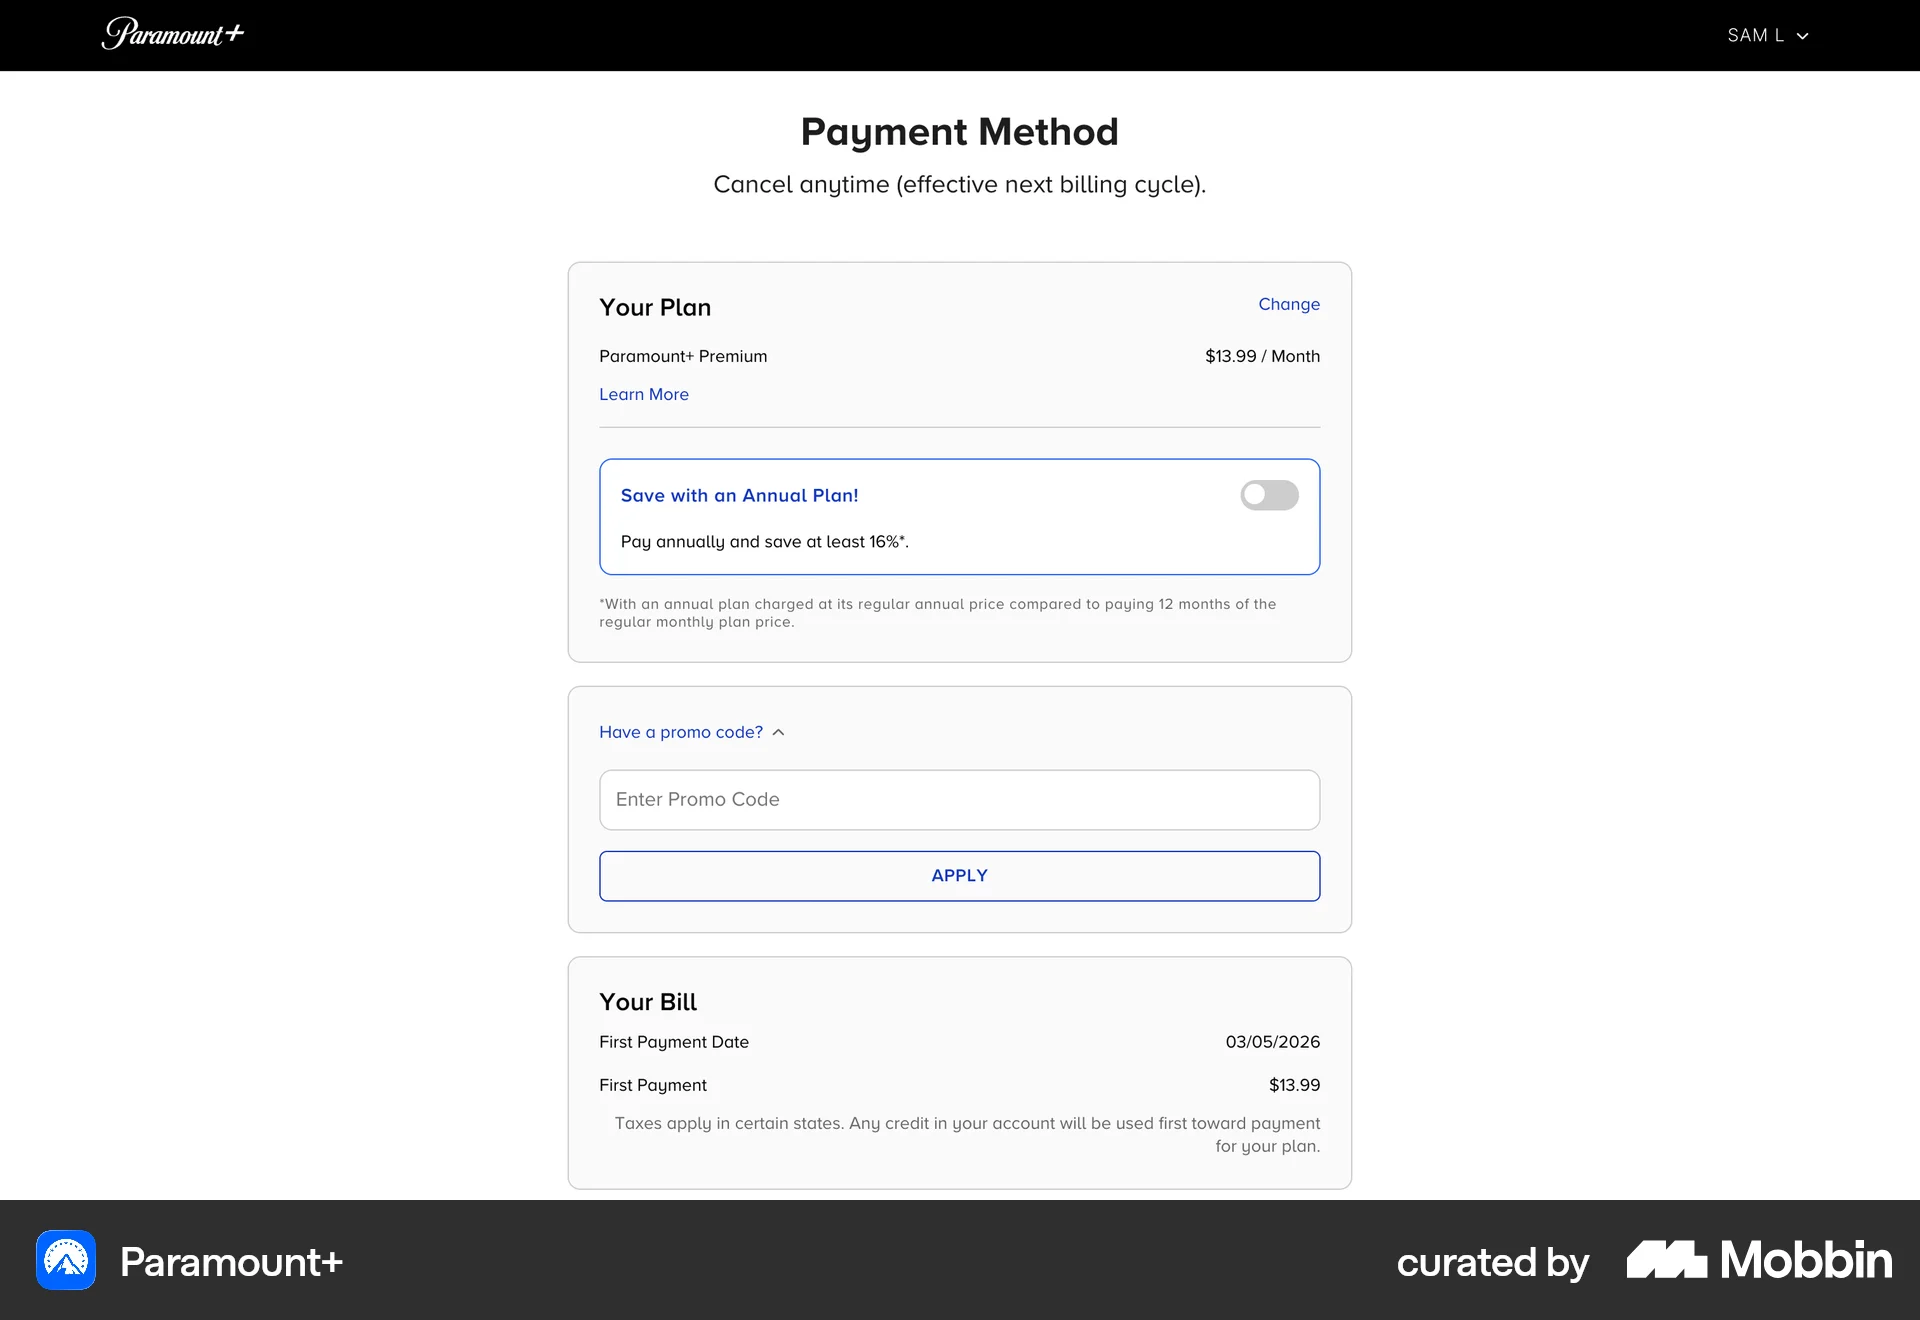 Paramount+
SAM L
Payment Method
Cancel anytime (effective next billing cycle).
Your Plan
Change
Paramount+ Premium
$13.99 / Month
Learn More
Save with an Annual Plan!
Pay annually and save at least 16%*.
*With an annual plan charged at its regular annual price compared to paying 12 months of the
regular monthly plan price.
Have a promo code?
Enter Promo Code
APPLY
Your Bill
First Payment Date
03/05/2026
First Payment
$13.99
Taxes apply in certain states. Any credit in your account will be used first toward payment
for your plan.
Paramount+
curated by
Mobbin